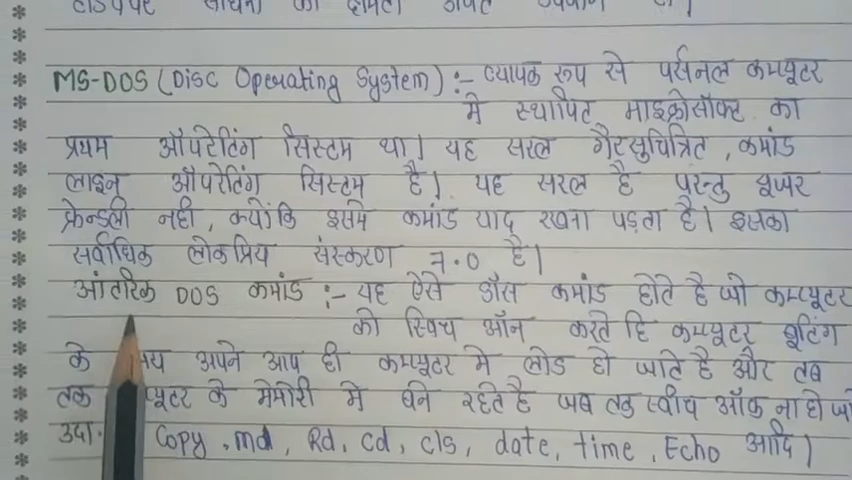 MS-DOS (Disc Operating System) :- व्यापक रूप से पर्सनल कम्प्यूटर
मे स्थापित माइक्रोसॉफ्ट का
प्रथम ऑपरेटिंग सिस्टम था। यह सरल गैरसुचित्रित, कमांड
लाइन ऑपरेटिंग सिस्टम है। यह सरल है परन्तु यूजर
फ्रेन्डली नही, क्योंकि इसमे कमांड याद रखना पड़ता है। इसका
सर्वाधिक लोकप्रिय संस्करण 7.0 है।
आंतरिक DOS कमांड :- यह ऐसे डॉस कमांड होते है जो कम्प्यूटर
को स्विच ऑन करते हि कम्प्यूटर बूटिंग
के अपने आप ही कम्प्यूटर मे लोड हो जाते है और तब
तक के मेमोरी मे बने रहते है जब तक स्वीच ऑफ ना हो
उदा. Copy, md, Rd, cd, cls, date, time, Echo आदि।